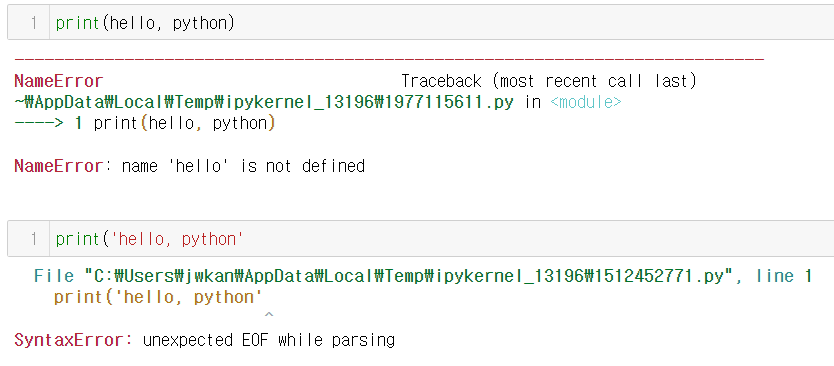 1 print(hello, python)
---------------------------------------------------------------------------
NameError Traceback (most recent call last)
~₩AppData₩Local₩Temp₩ipykernel_13196₩1977115611.py in <module>
----> 1 print(hello, python)
NameError: name 'hello' is not defined
1 print('hello, python'
File "C:₩Users₩jwkan₩AppData₩Local₩Temp₩ipykernel_13196₩1512452771.py", line 1
print('hello, python'
^
SyntaxError: unexpected EOF while parsing